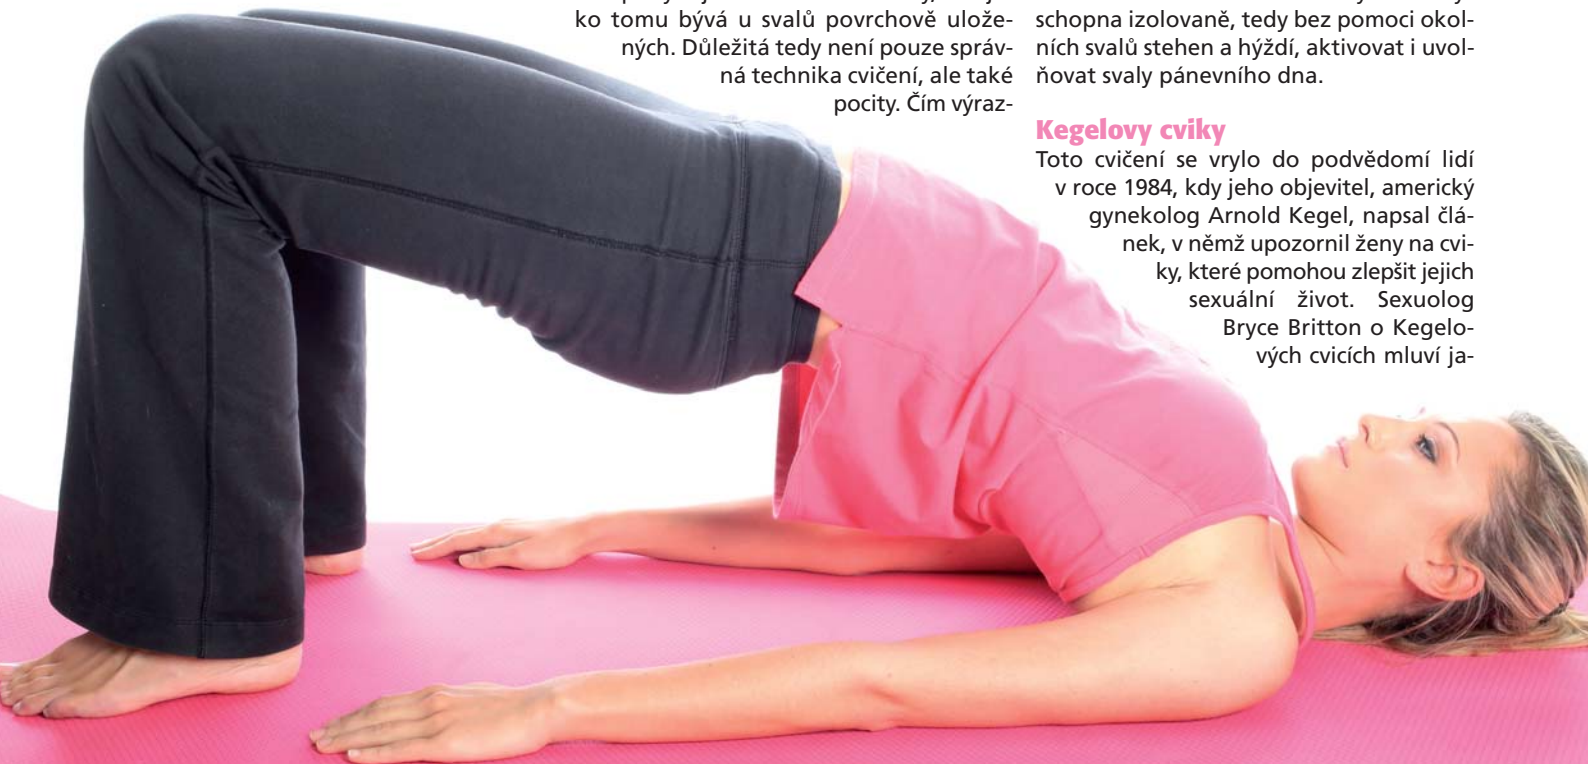 ko tomu bývá u svalů povrchově ulože-
ných. Důležitá tedy není pouze správ-
ná technika cvičení, ale také
pocity. Čím výraz-
schopna izolovaně, tedy bez pomoci okol-
ních svalů stehen a hýždí, aktivovat i uvol-
ňovat svaly pánevního dna.
Kegelovy cviky
Toto cvičení se vrylo do podvědomí lidí
v roce 1984, kdy jeho objevitel, americký
gynekolog Arnold Kegel, napsal člá-
nek, v němž upozornil ženy na cvi-
ky, které pomohou zlepšit jejich
sexuální život. Sexuolog
Bryce Britton o Kegelo-
vých cvicích mluví ja-